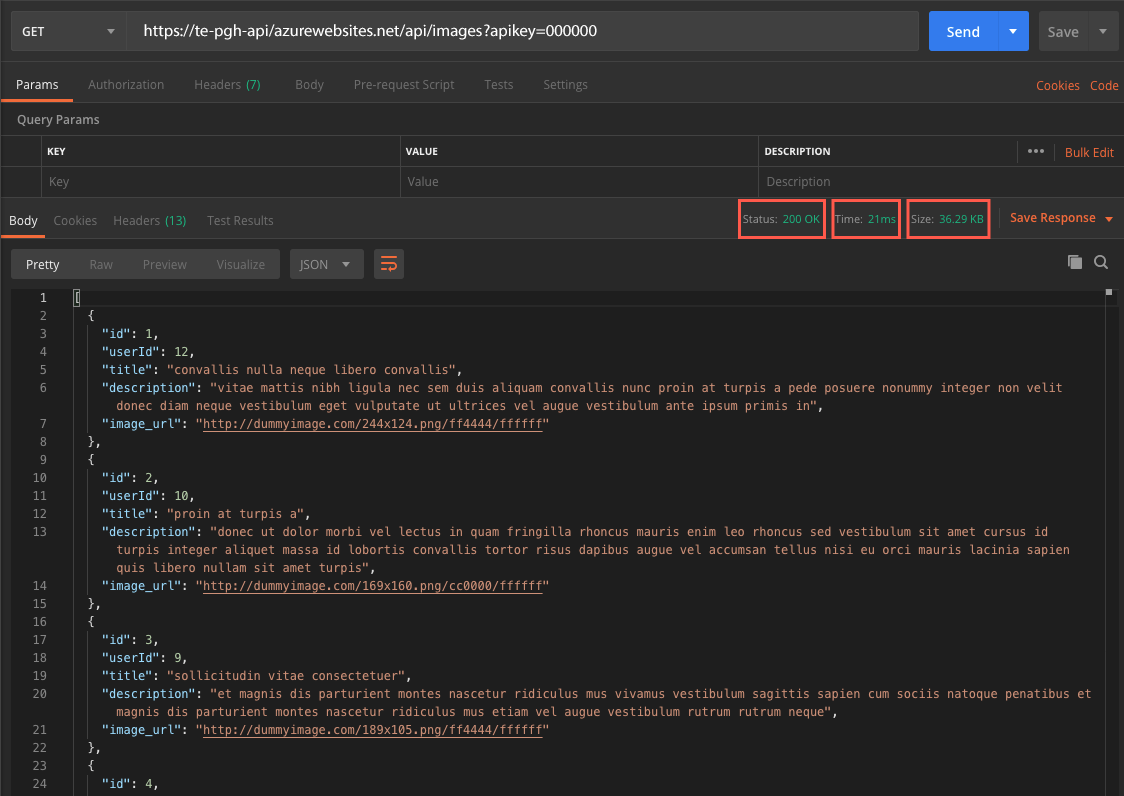 GET https://te-pgh-api/azurewebsites.net/api/images?apikey=000000 Send Save
Params Authorization Headers (7) Body Pre-request Script Tests Settings Cookies Code
Query Params
KEY VALUE DESCRIPTION ••• Bulk Edit
Key Value Description
Body Cookies Headers (13) Test Results Status: 200 OK Time: 21ms Size: 36.29 KB Save Response
Pretty Raw Preview Visualize JSON
1 [
2 {
3 "id": 1,
4 "userId": 12,
5 "title": "convallis nulla neque libero convallis",
6 "description": "vitae mattis nibh ligula nec sem duis aliquam convallis nunc proin at turpis a pede posuere nonummy integer non velit
donec diam neque vestibulum eget vulputate ut ultrices vel augue vestibulum ante ipsum primis in",
7 "image_url": "http://dummyimage.com/244x124.png/ff4444/ffffff"
8 },
9 {
10 "id": 2,
11 "userId": 10,
12 "title": "proin at turpis a",
13 "description": "donec ut dolor morbi vel lectus in quam fringilla rhoncus mauris enim leo rhoncus sed vestibulum sit amet cursus id
turpis integer aliquet massa id lobortis convallis tortor risus dapibus augue vel accumsan tellus nisi eu orci mauris lacinia sapien
quis libero nullam sit amet turpis",
14 "image_url": "http://dummyimage.com/169x160.png/cc0000/ffffff"
15 },
16 {
17 "id": 3,
18 "userId": 9,
19 "title": "sollicitudin vitae consectetuer",
20 "description": "et magnis dis parturient montes nascetur ridiculus mus vivamus vestibulum sagittis sapien cum sociis natoque penatibus et
magnis dis parturient montes nascetur ridiculus mus etiam vel augue vestibulum rutrum rutrum neque",
21 "image_url": "http://dummyimage.com/189x105.png/ff4444/ffffff"
22 },
23 {
24 "id": 4,